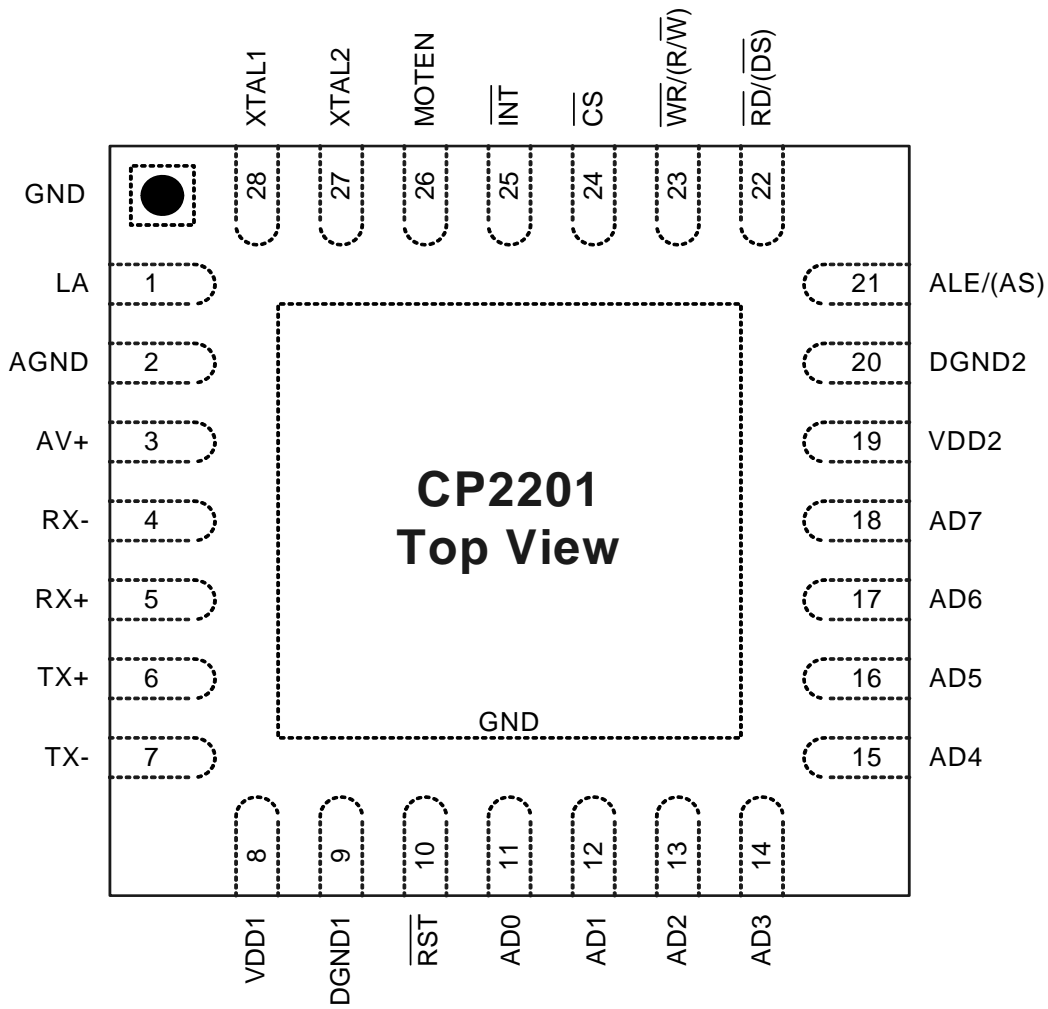 XTAL1
XTAL2
MOTEN
INT
CS
WR/(R/W)
RD/(DS)
28
27
26
25
24
23
22
GND
LA 1
AGND 2
AV+ 3
RX- 4
RX+ 5
TX+ 6
TX- 7
21 ALE/(AS)
20 DGND2
19 VDD2
18 AD7
17 AD6
16 AD5
15 AD4
CP2201
Top View
GND
8
9
10
11
12
13
14
VDD1
DGND1
RST
AD0
AD1
AD2
AD3